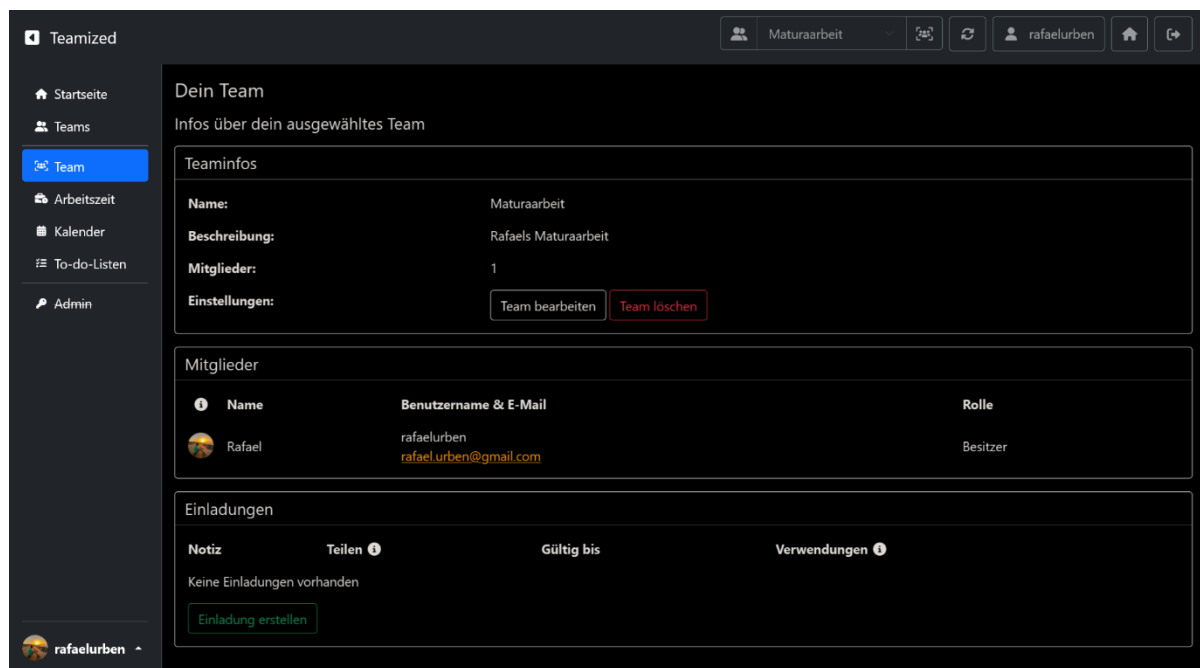 Teamized
Maturaarbeit
rafaelurben
Startseite
Teams
Team
Arbeitszeit
Kalender
To-do-Listen
Admin
rafaelurben
Dein Team
Infos über dein ausgewähltes Team
Teaminfos
Name: Maturaarbeit
Beschreibung: Rafaels Maturaarbeit
Mitglieder: 1
Einstellungen: Team bearbeiten Team löschen
Mitglieder
Name Benutzername & E-Mail Rolle
Rafael rafaelurben Besitzer
rafael.urben@gmail.com
Einladungen
Notiz Teilen Gültig bis Verwendungen
Keine Einladungen vorhanden
Einladung erstellen